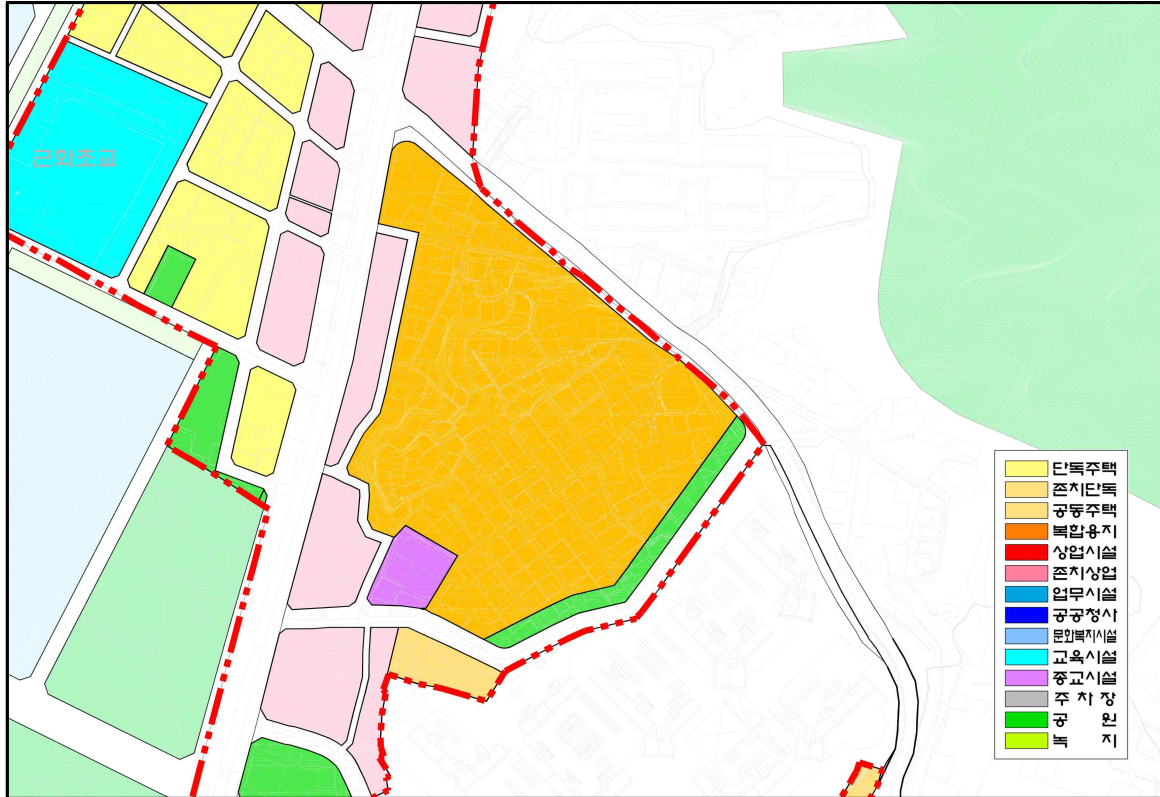 근화초교
단독주택
존치단독
공동주택
복합용지
상업시설
존치상업
업무시설
공공청사
문화복지시설
교육시설
종교시설
주 차 장
공 원
녹 지